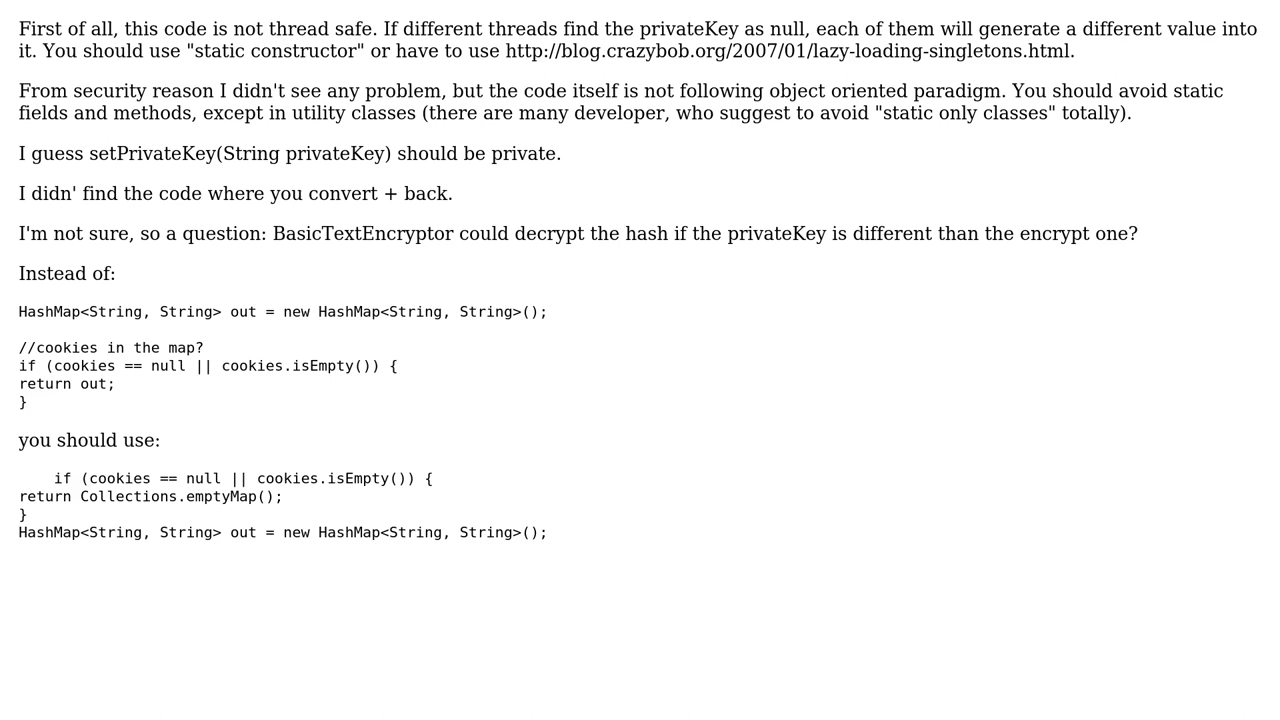 First of all, this code is not thread safe. If different threads find the privateKey as null, each of them will generate a different value into
it. You should use "static constructor" or have to use http://blog.crazybob.org/2007/01/lazy-loading-singletons.html.
From security reason I didn't see any problem, but the code itself is not following object oriented paradigm. You should avoid static
fields and methods, except in utility classes (there are many developer, who suggest to avoid "static only classes" totally).
I guess setPrivateKey(String privateKey) should be private.
I didn' find the code where you convert + back.
I'm not sure, so a question: BasicTextEncryptor could decrypt the hash if the privateKey is different than the encrypt one?
Instead of:
HashMap<String, String> out = new HashMap<String, String>();
//cookies in the map?
if (cookies == null || cookies.isEmpty()) {
return out;
}
you should use:
    if (cookies == null || cookies.isEmpty()) {
return Collections.emptyMap();
}
HashMap<String, String> out = new HashMap<String, String>();